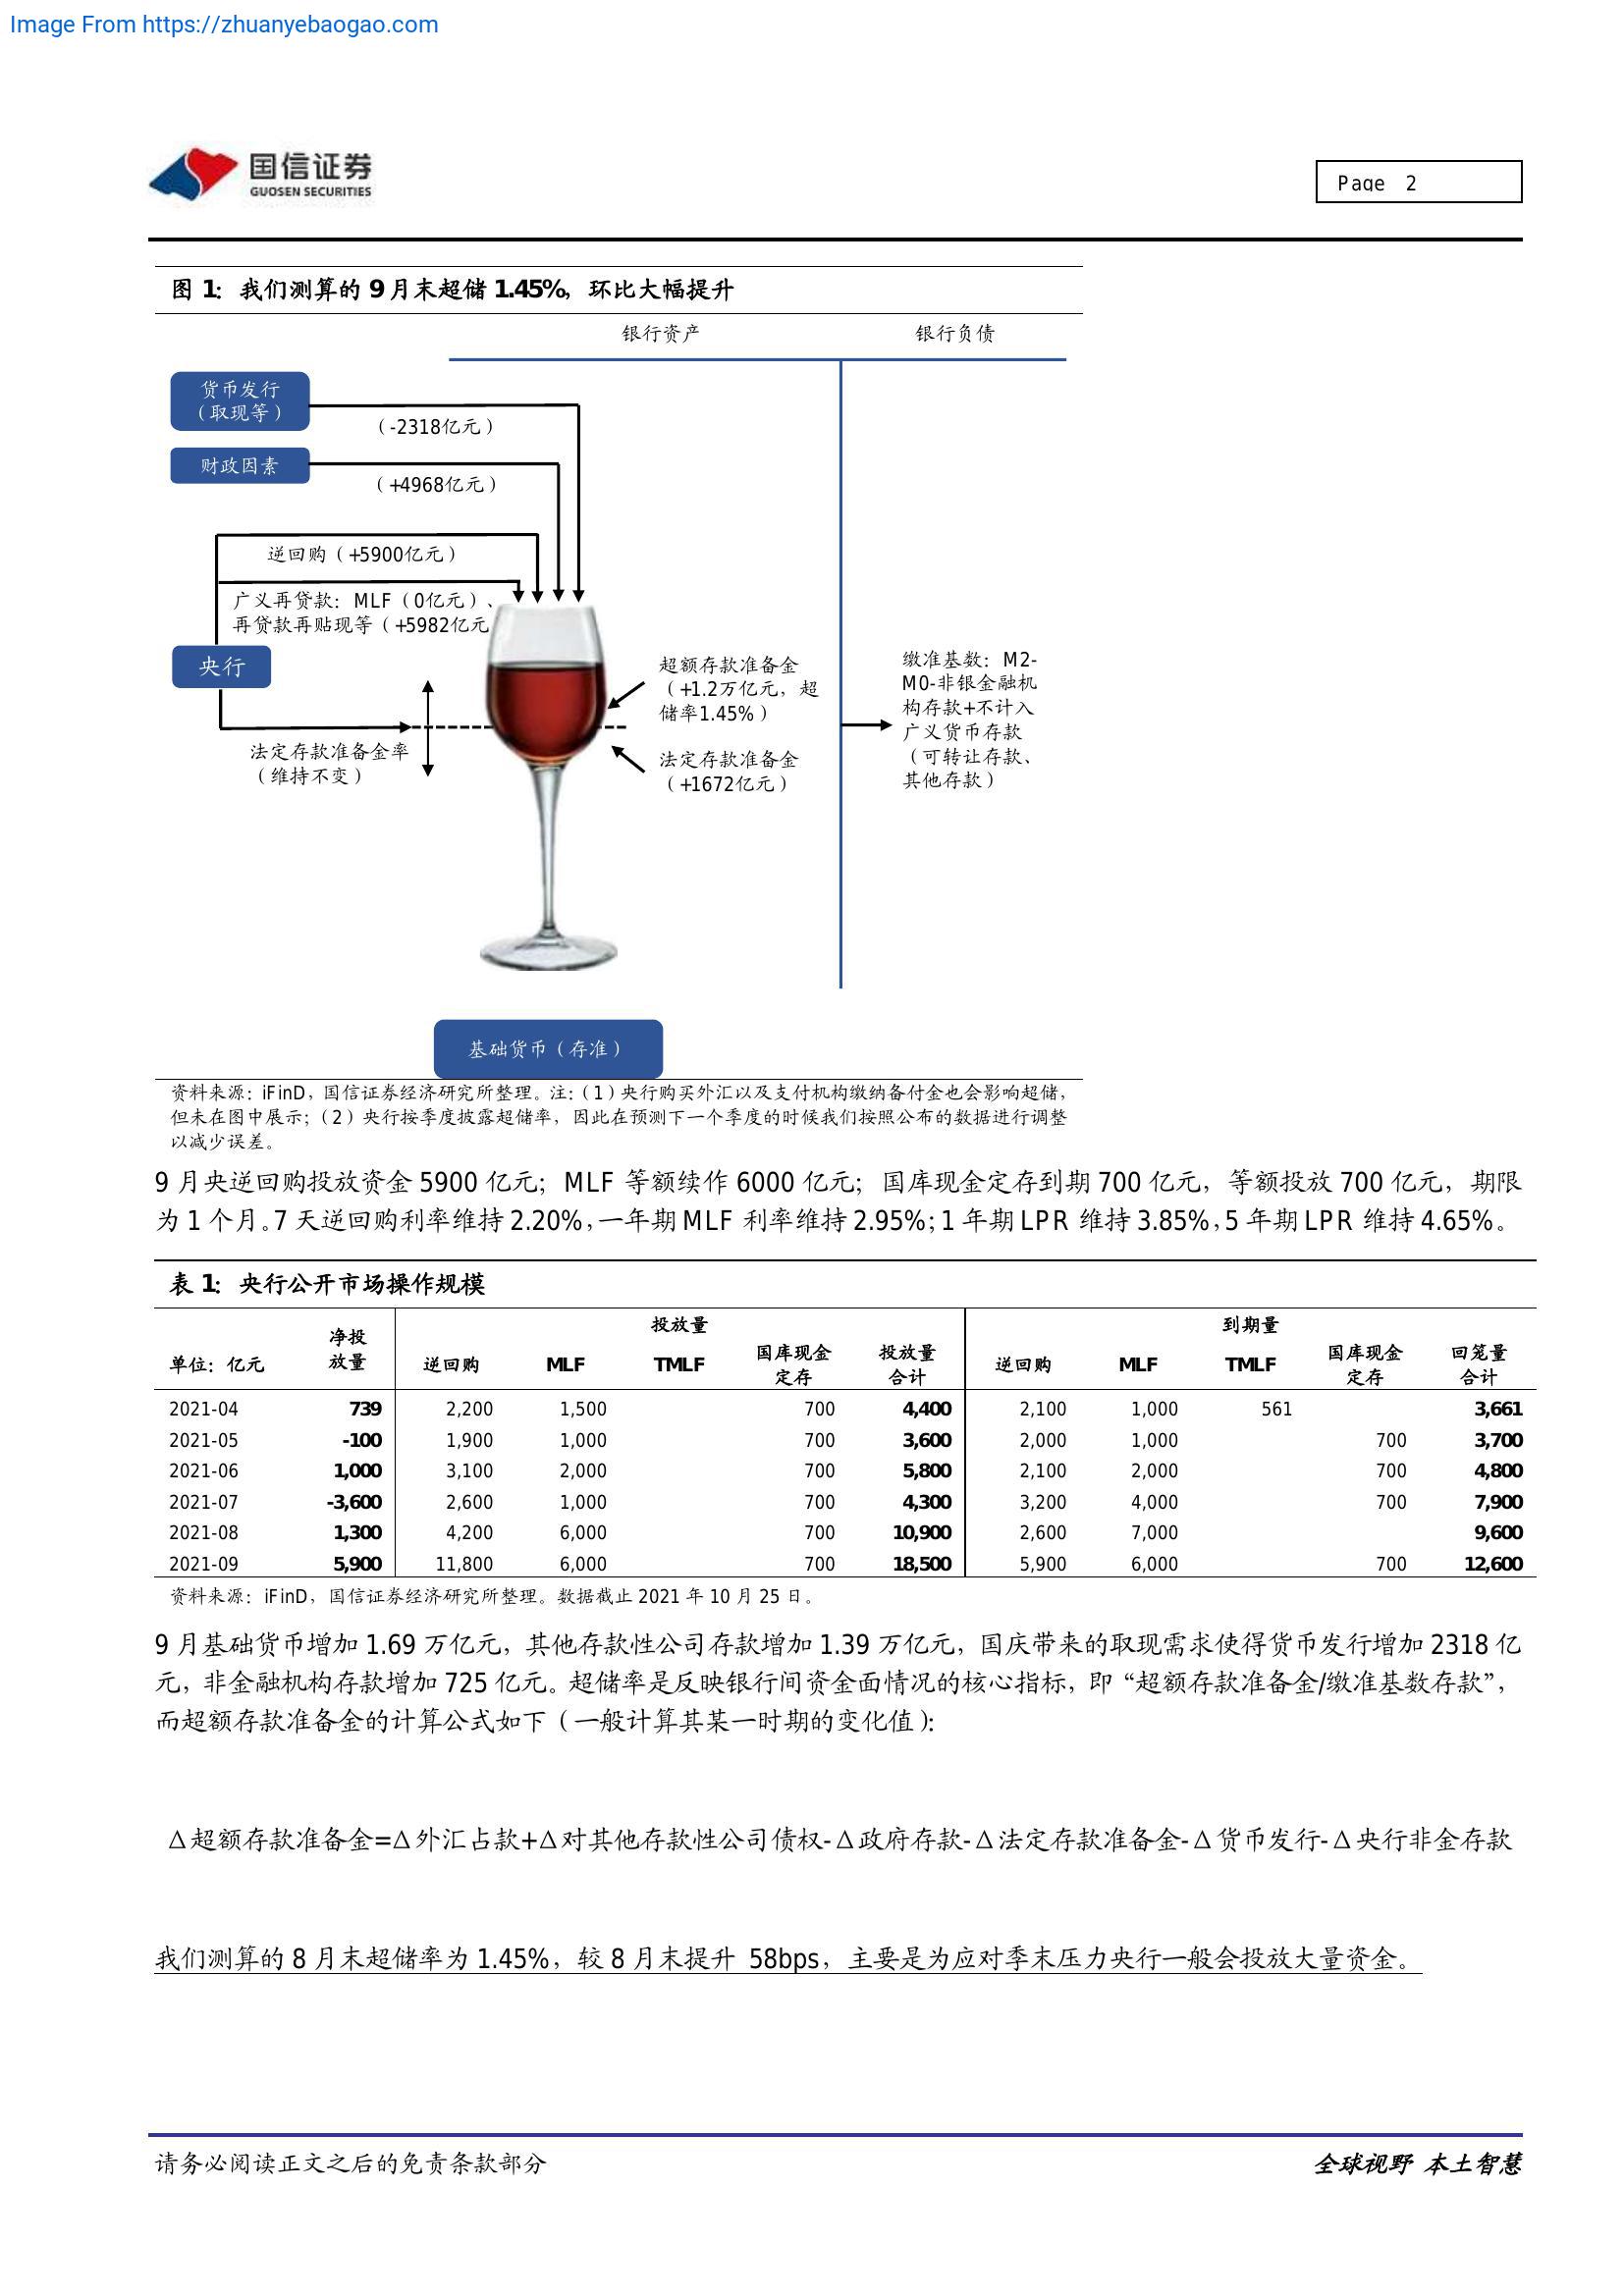 Image From https://zhuanyebaogao.com
国信证券
GUOSEN SECURITIES
Page 2
图 1：我们测算的 9 月末超储 1.45%，环比大幅提升
银行资产
银行负债
货币发行
（取现等）
（-2318亿元）
财政因素
（+4968亿元）
逆回购（+5900亿元）
广义再贷款：MLF（0亿元）、
再贷款再贴现等（+5982亿元
央行
超额存款准备金
（+1.2万亿元，超
储率1.45%）
法定存款准备金率
（维持不变）
法定存款准备金
（+1672亿元）
缴准基数：M2-
M0-非银金融机
构存款+不计入
广义货币存款
（可转让存款、
其他存款）
基础货币（存准）
资料来源：iFinD，国信证券经济研究所整理。注：（1）央行购买外汇以及支付机构缴纳备付金也会影响超储，
但未在图中展示；（2）央行按季度披露超储率，因此在预测下一个季度的时候我们按照公布的数据进行调整
以减少误差。
9 月央逆回购投放资金 5900 亿元；MLF 等额续作 6000 亿元；国库现金定存到期 700 亿元，等额投放 700 亿元，期限
为 1 个月。7 天逆回购利率维持 2.20%，一年期 MLF 利率维持 2.95%；1 年期 LPR 维持 3.85%，5 年期 LPR 维持 4.65%。
表 1：央行公开市场操作规模
投放量 到期量
单位：亿元 净投放量 逆回购 MLF TMLF 国库现金定存 投放量合计 逆回购 MLF TMLF 国库现金定存 回笼量合计
2021-04 739 2,200 1,500 700 4,400 2,100 1,000 561 3,661
2021-05 -100 1,900 1,000 700 3,600 2,000 1,000 700 3,700
2021-06 1,000 3,100 2,000 700 5,800 2,100 2,000 700 4,800
2021-07 -3,600 2,600 1,000 700 4,300 3,200 4,000 700 7,900
2021-08 1,300 4,200 6,000 700 10,900 2,600 7,000 9,600
2021-09 5,900 11,800 6,000 700 18,500 5,900 6,000 700 12,600
资料来源：iFinD，国信证券经济研究所整理。数据截止 2021 年 10 月 25 日。
9 月基础货币增加 1.69 万亿元，其他存款性公司存款增加 1.39 万亿元，国庆带来的取现需求使得货币发行增加 2318 亿
元，非金融机构存款增加 725 亿元。超储率是反映银行间资金面情况的核心指标，即“超额存款准备金/缴准基数存款”，
而超额存款准备金的计算公式如下（一般计算其某一时期的变化值）：
Δ超额存款准备金=Δ外汇占款+Δ对其他存款性公司债权-Δ政府存款-Δ法定存款准备金-Δ货币发行-Δ央行非金存款
我们测算的 8 月末超储率为 1.45%，较 8 月末提升 58bps，主要是为应对季末压力央行一般会投放大量资金。
请务必阅读正文之后的免责条款部分
全球视野 本土智慧